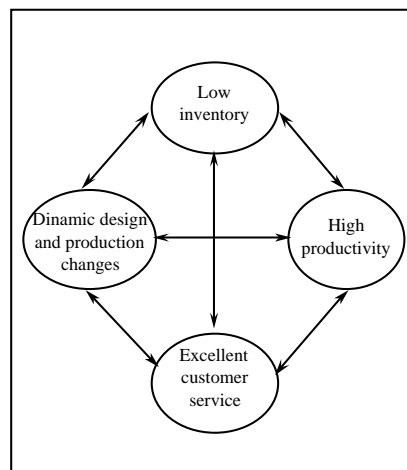 Low
inventory
Dinamic design
and production
changes
High
productivity
Excellent
customer
service